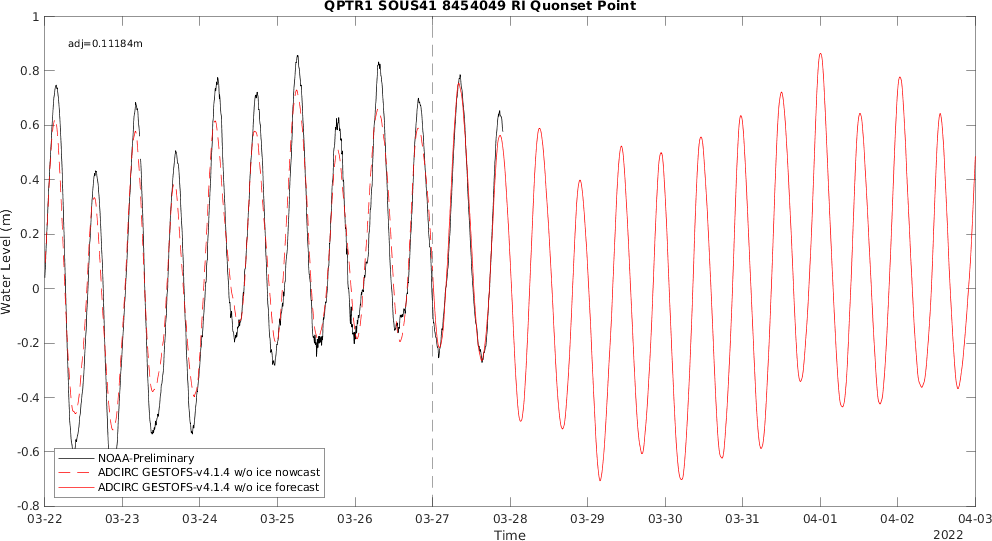 QPTR1 SOUS41 8454049 RI Quonset Point
adj=0.11184m
1
0.8
0.6
0.4
0.2
0
-0.2
-0.4
-0.6
-0.8
Water Level (m)
NOAA-Preliminary
ADCIRC GESTOFS-v4.1.4 w/o ice nowcast
ADCIRC GESTOFS-v4.1.4 w/o ice forecast
03-22 03-23 03-24 03-25 03-26 03-27 03-28 03-29 03-30 03-31 04-01 04-02 04-03
Time
2022